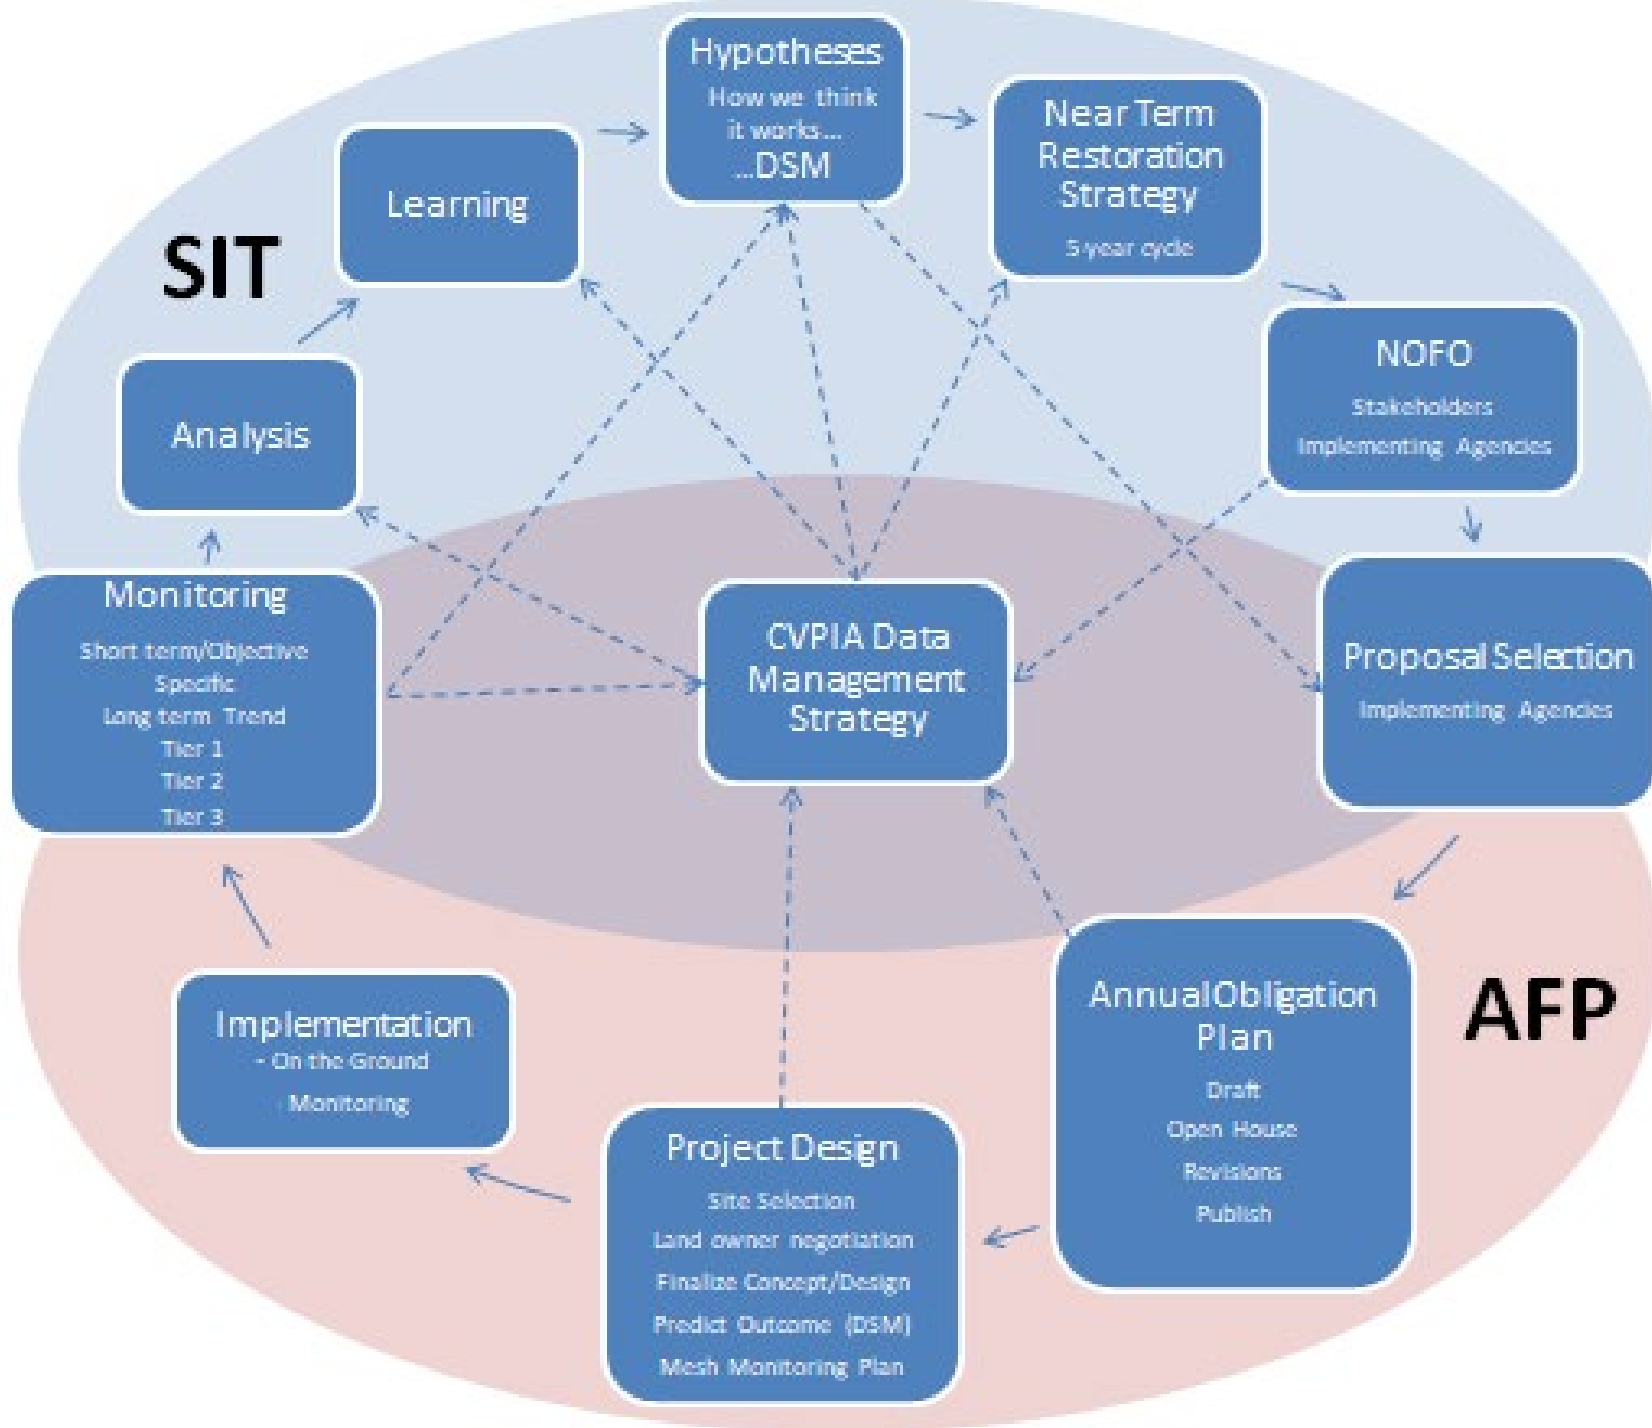 Hypotheses
How we think
it works...
...DSM
Near Term
Restoration
Strategy
5-year cycle
Learning
SIT
NOFO
Stakeholders
Implementing Agencies
Analysis
Monitoring
Short term/Objective
Specific
Long term Trend
Tier 1
Tier 2
Tier 3
CVPIA Data
Management
Strategy
Proposal Selection
Implementing Agencies
Annual Obligation
Plan
Draft
Open House
Revisions
Publish
AFP
Implementation
- On the Ground
- Monitoring
Project Design
Site Selection
Land owner negotiation
Finalize Concept/Design
Predict Outcome (DSM)
Mesh Monitoring Plan